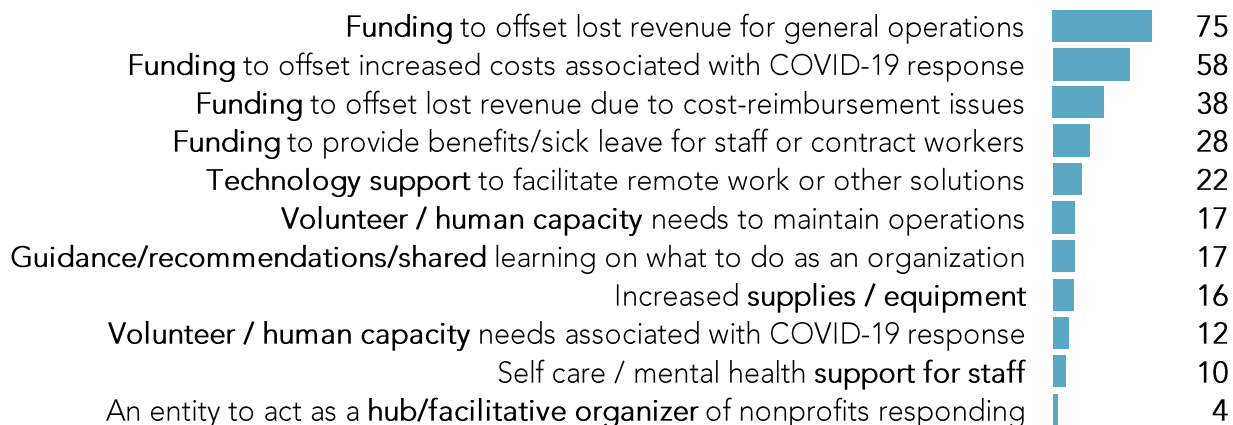 Funding to offset lost revenue for general operations 75
Funding to offset increased costs associated with COVID-19 response 58
Funding to offset lost revenue due to cost-reimbursement issues 38
Funding to provide benefits/sick leave for staff or contract workers 28
Technology support to facilitate remote work or other solutions 22
Volunteer / human capacity needs to maintain operations 17
Guidance/recommendations/shared learning on what to do as an organization 17
Increased supplies / equipment 16
Volunteer / human capacity needs associated with COVID-19 response 12
Self care / mental health support for staff 10
An entity to act as a hub/facilitative organizer of nonprofits responding 4